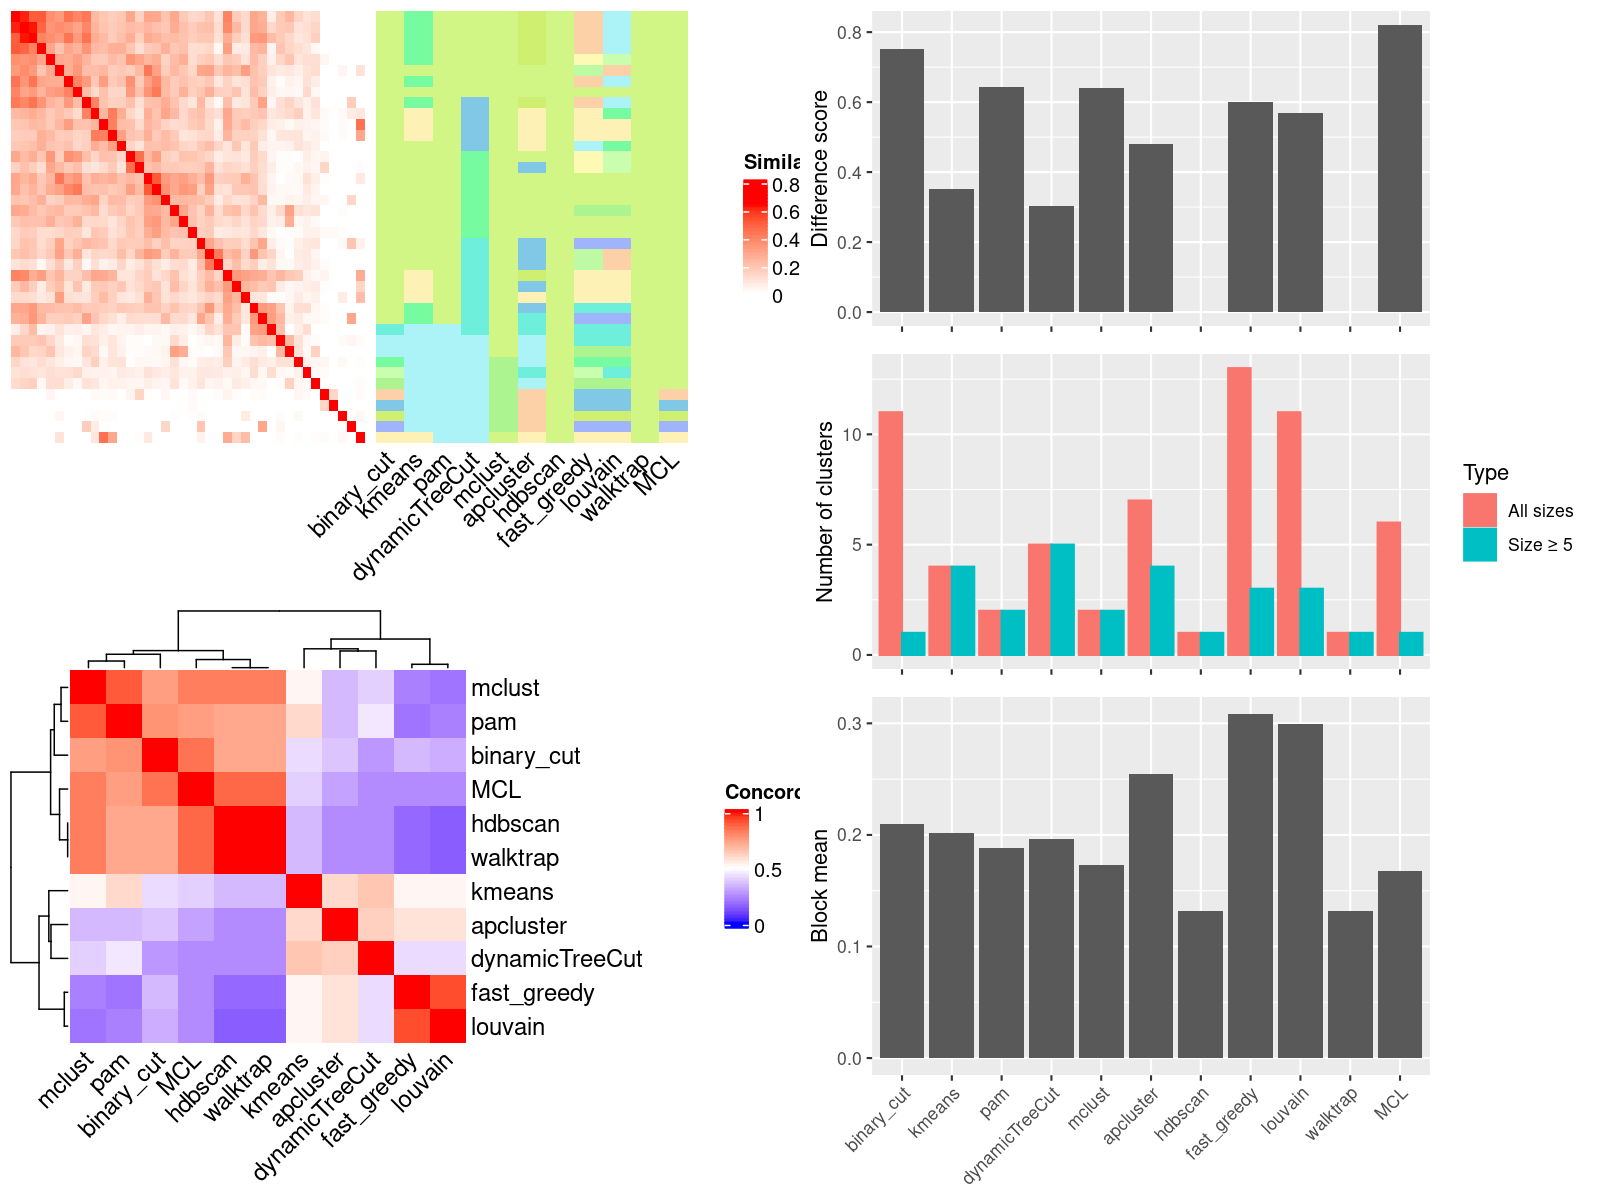 Simila
0.8
0.6
0.4
0.2
0
binary_cut
kmeans
pam
dynamicTreeCut
mclust
apcluster
hdbscan
fast_greedy
louvain
walktrap
MCL
mclust
pam
binary_cut
MCL
hdbscan
walktrap
kmeans
apcluster
dynamicTreeCut
fast_greedy
louvain
mclust
pam
binary_cut
MCL
hdbscan
walktrap
kmeans
apcluster
dynamicTreeCut
fast_greedy
louvain
Concord
1
0.5
0
Difference score
0.8
0.6
0.4
0.2
0.0
Number of clusters
10
5
0
Type
All sizes
Size ≥ 5
Block mean
0.3
0.2
0.1
0.0
binary_cut
kmeans
pam
dynamicTreeCut
mclust
apcluster
hdbscan
fast_greedy
louvain
walktrap
MCL